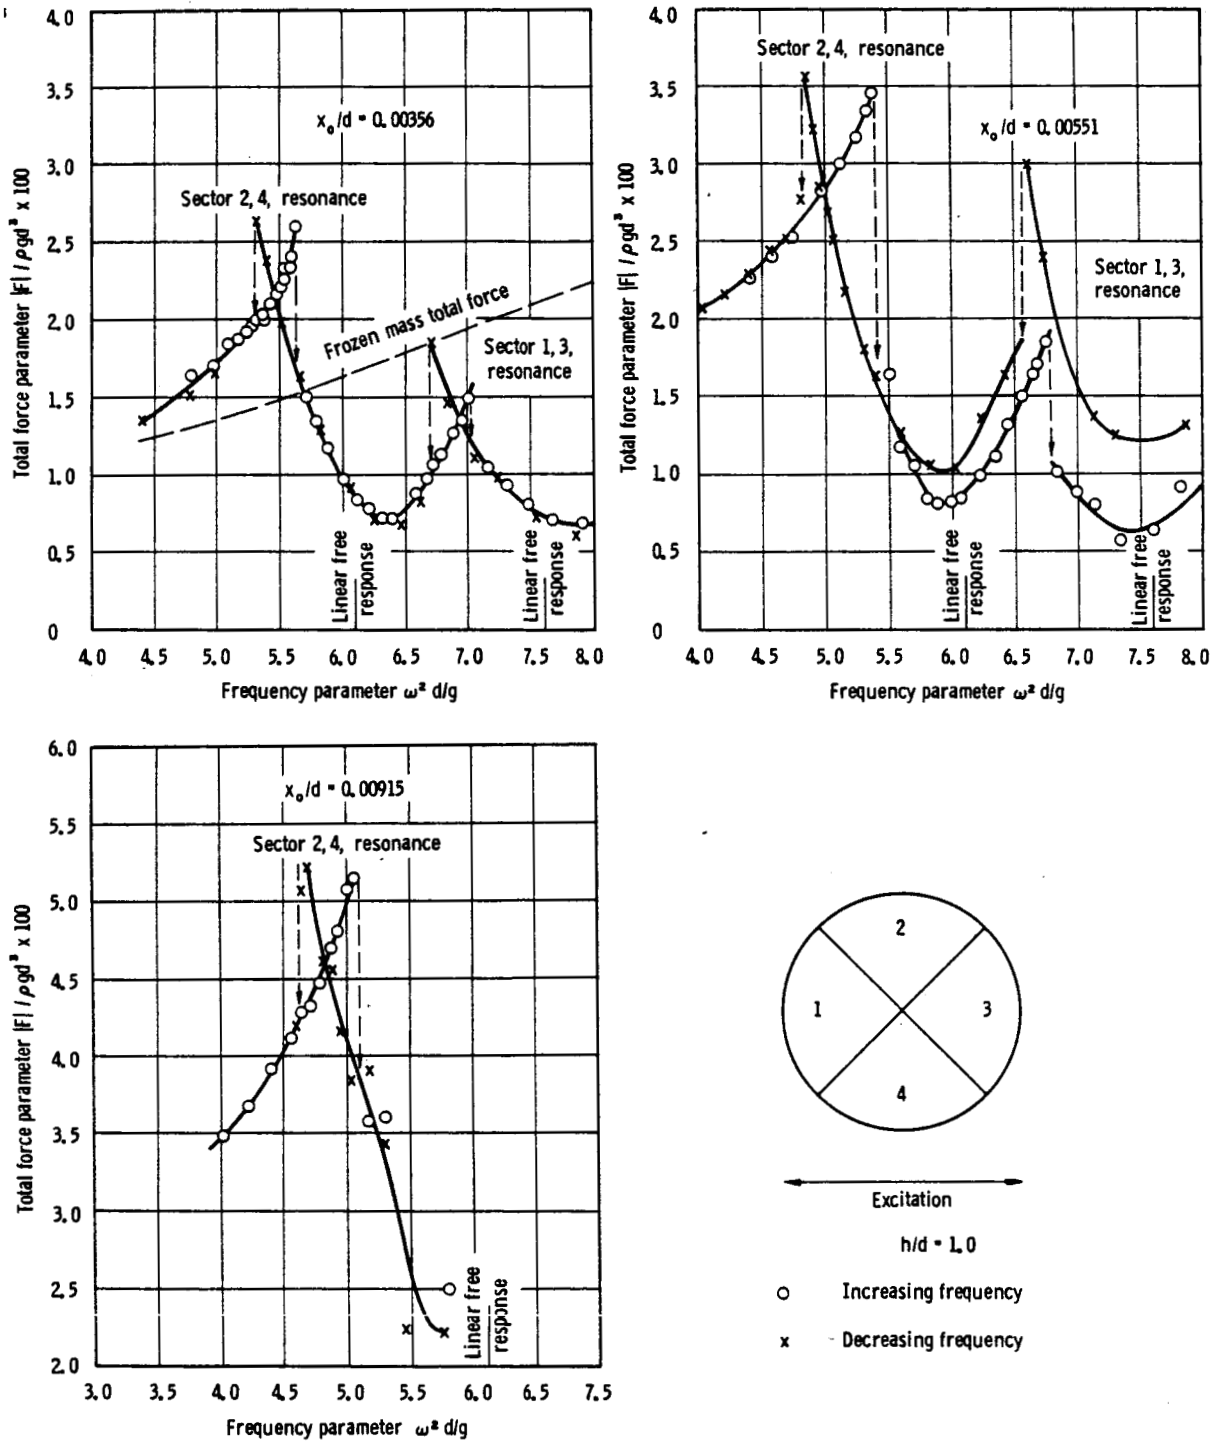 4.0
3.5
3.0
2.5
2.0
1.5
1.0
0.5
0
Total force parameter |F| / ρgd³ x 100
x₀/d = 0.00356
Sector 2, 4, resonance
Frozen mass total force
Sector 1, 3,
resonance
Linear free
response
Linear free
response
4.0 4.5 5.0 5.5 6.0 6.5 7.0 7.5 8.0
Frequency parameter ω² d/g
4.0
3.5
3.0
2.5
2.0
1.5
1.0
0.5
0
Total force parameter |F| / ρgd³ x 100
Sector 2, 4, resonance
x₀/d = 0.00551
Sector 1, 3,
resonance
Linear free
response
Linear free
response
4.0 4.5 5.0 5.5 6.0 6.5 7.0 7.5 8.0
Frequency parameter ω² d/g
6.0
5.5
5.0
4.5
4.0
3.5
3.0
2.5
2.0
Total force parameter |F| / ρgd³ x 100
x₀/d = 0.00915
Sector 2, 4, resonance
Linear free
response
3.0 3.5 4.0 4.5 5.0 5.5 6.0 6.5 7.5
Frequency parameter ω² d/g
2
1
3
4
Excitation
h/d = 1.0
Increasing frequency
Decreasing frequency